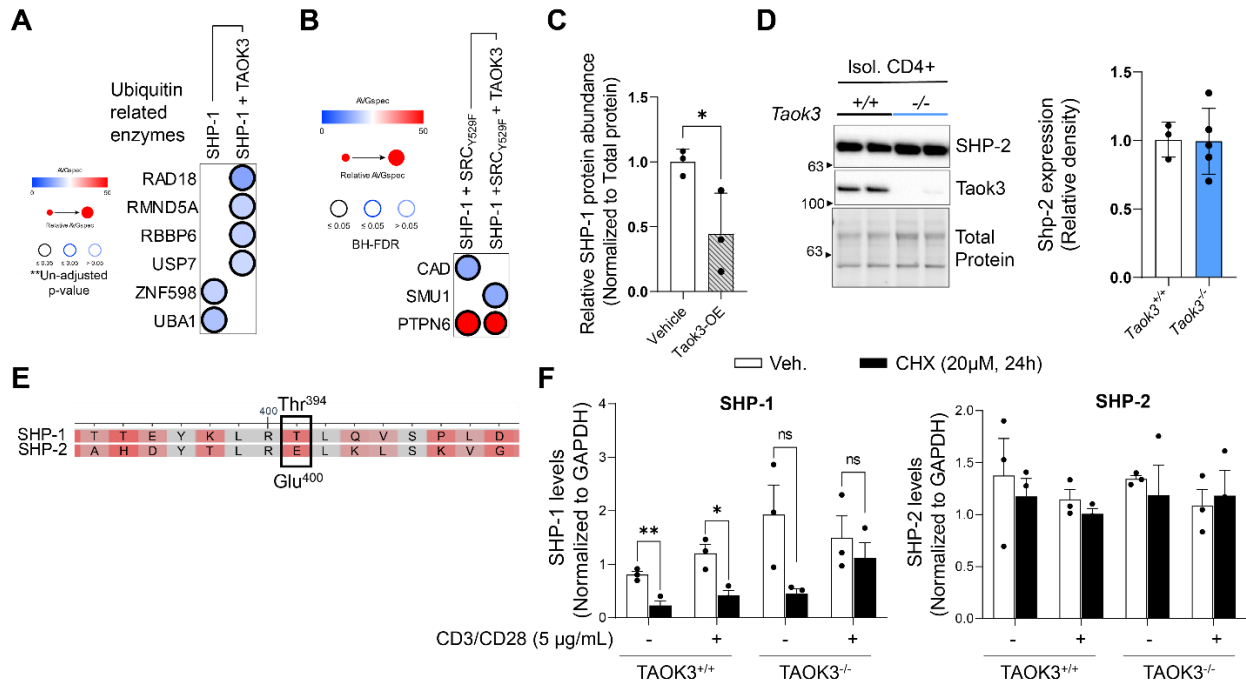 A
Ubiquitin
related
enzymes
SHP-1
SHP-1 + TAOK3
AVGspec
0
50
Relative AVGspec
≤ 0.05
≤ 0.05
> 0.05
**Un-adjusted
p-value
RAD18
RMND5A
RBBP6
USP7
ZNF598
UBA1
B
AVGspec
0
50
Relative AVGspec
≤ 0.05
≤ 0.05
> 0.05
BH-FDR
SHP-1 + SRCY529F
SHP-1 +SRCY529F + TAOK3
CAD
SMU1
PTPN6
C
Relative SHP-1 protein abundance
(Normalized to Total protein)
1.5
1.0
0.5
0.0
*
Vehicle
Taok3-OE
D
Isol. CD4+
Taok3
+/+
-/-
SHP-2
63
Taok3
100
Total
Protein
63
Shp-2 expression
(Relative density)
1.5
1.0
0.5
0.0
Taok3+/+
Taok3-/-
Veh.
CHX (20µM, 24h)
E
Thr394
400
SHP-1 T T E Y K L R T L Q V S P L D
SHP-2 A H D Y T L R E L K L S K V G
Glu400
F
SHP-1
SHP-1 levels
(Normalized to GAPDH)
4
3
2
1
0
**
*
ns
ns
CD3/CD28 (5 µg/mL)
-
+
-
+
TAOK3+/+
TAOK3-/-
SHP-2
SHP-2 levels
(Normalized to GAPDH)
2.0
1.5
1.0
0.5
0.0
-
+
-
+
TAOK3+/+
TAOK3-/-